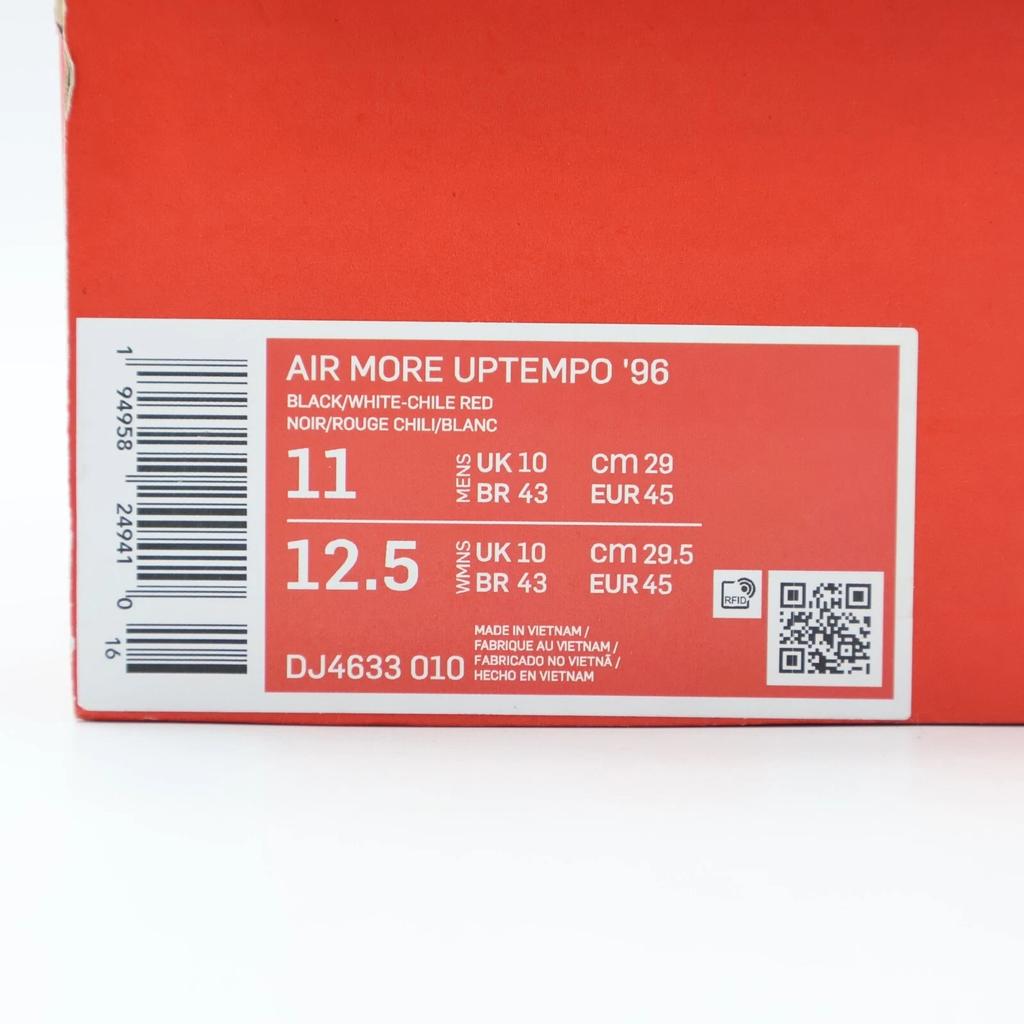 AIR MORE UPTEMPO '96
BLACK/WHITE-CHILE RED
NOIR/ROUGE CHILI/BLANC
11 MENS UK 10 cm 29
BR 43 EUR 45
12.5 WMNS UK 10 cm 29.5
BR 43 EUR 45
RFID
MADE IN VIETNAM /
FABRIQUE AU VIETNAM /
FABRICADO NO VIETNÃ /
HECHO EN VIETNAM
DJ4633 010
1 94958 24941 0 16